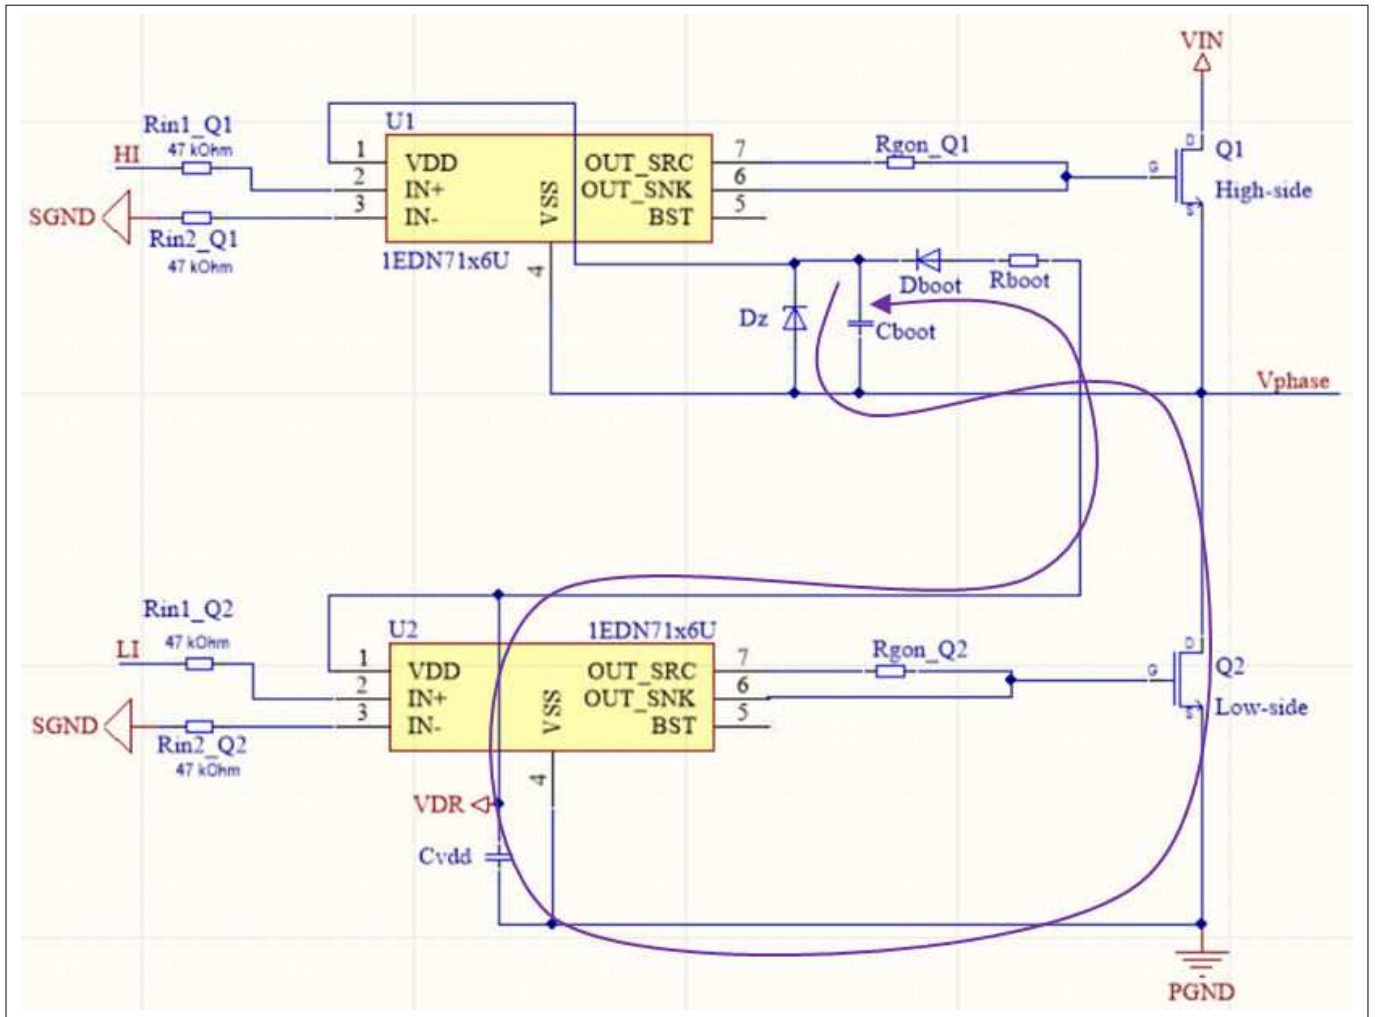 VIN
Rin1_Q1
47 kOhm
HI
SGND
Rin2_Q1
47 kOhm
U1
1 VDD OUT_SRC 7
2 IN+ OUT_SNK 6
3 IN- BST 5
VSS
4
1EDN71x6U
Rgon_Q1
D
G
S
Q1
High-side
Dz
Cboot
Dboot
Rboot
Vphase
Rin1_Q2
47 kOhm
LI
SGND
Rin2_Q2
47 kOhm
U2
1EDN71x6U
1 VDD OUT_SRC 7
2 IN+ OUT_SNK 6
3 IN- BST 5
VSS
4
Rgon_Q2
D
G
S
Q2
Low-side
VDR
Cvdd
PGND